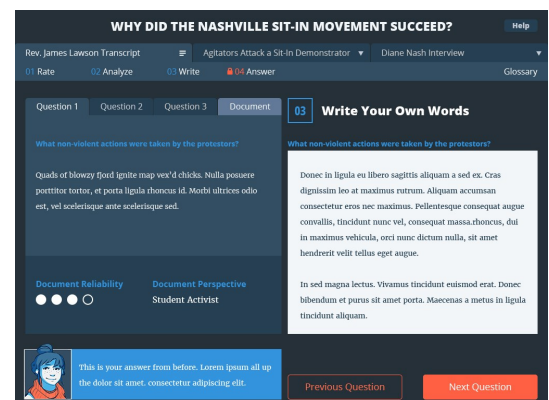 WHY DID THE NASHVILLE SIT-IN MOVEMENT SUCCEED?
Help
Rev. James Lawson Transcript
Agitators Attack a Sit-In Demonstrator
Diane Nash Interview
01 Rate
02 Analyze
03 Write
04 Answer
Glossary
Question 1
Question 2
Question 3
Document
What non-violent actions were taken by the protestors?
Quads of blowzy fjord ignite map vex'd chicks. Nulla posuere
porttitor tortor, et porta ligula rhoncus id. Morbi ultrices odio
est, vel scelerisque ante scelerisque sed.
Document Reliability
Document Perspective
Student Activist
This is your answer from before. Lorem ipsum all up
the dolor sit amet. consectetur adipiscing elit.
03
Write Your Own Words
What non-violent actions were taken by the protestors?
Donec in ligula eu libero sagittis aliquam a sed ex. Cras
dignissim leo at maximus rutrum. Aliquam accumsan
consectetur eros nec maximus. Pellentesque consequat augue
convallis, tincidunt nunc vel, consequat massa.rhoncus, dui
in maximus vehicula, orci nunc dictum nulla, sit amet
hendrerit velit tellus eget augue.
In sed magna lectus. Vivamus tincidunt euismod erat. Donec
bibendum et purus sit amet porta. Maecenas a metus in ligula
tincidunt aliquam.
Previous Question
Next Question